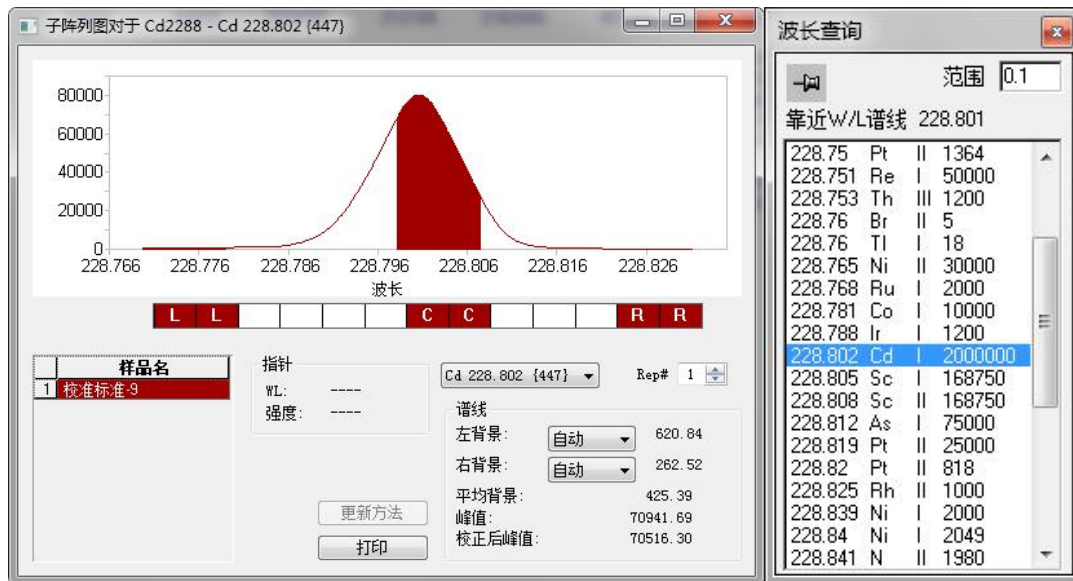 子阵列图对于 Cd2288 - Cd 228.802 {447}
80000
60000
40000
20000
0
228.766 228.776 228.786 228.796 228.806 228.816 228.826
波长
L L C C R R
样品名
1 校准标准-9
指针
WL: ----
强度: ----
更新方法
打印
Cd 228.802 {447} Rep# 1
谱线
左背景: 自动 620.84
右背景: 自动 262.52
平均背景: 425.39
峰值: 70941.69
校正后峰值: 70516.30
波长查询
范围 0.1
靠近W/L谱线 228.801
228.75 Pt II 1364
228.751 Re I 50000
228.753 Th III 1200
228.76 Br II 5
228.76 Tl I 18
228.765 Ni II 30000
228.768 Ru I 2000
228.781 Co I 10000
228.788 Ir I 1200
228.802 Cd I 2000000
228.805 Sc I 168750
228.808 Sc II 168750
228.812 As I 75000
228.819 Pt II 25000
228.82 Pt II 818
228.825 Rh II 1000
228.839 Ni I 2000
228.84 Ni I 2049
228.841 N II 1980